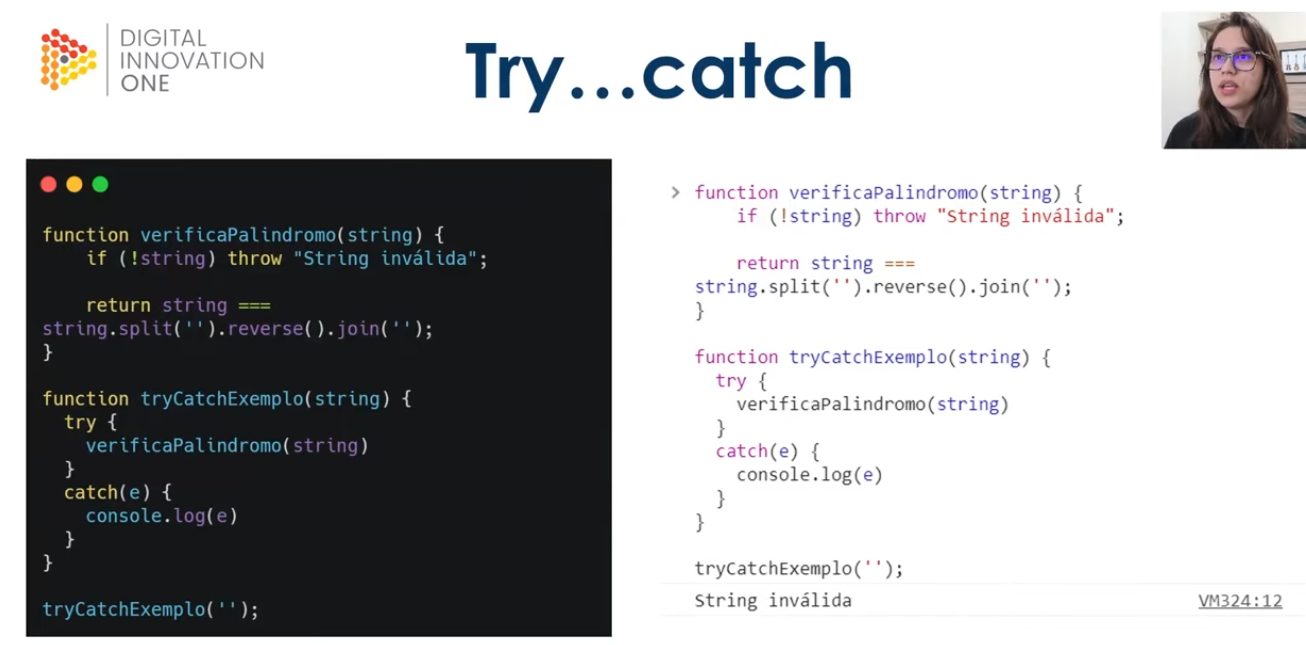 DIGITAL
INNOVATION
ONE
Try...catch
function verificaPalindromo(string) {
if (!string) throw "String inválida";
return string ===
string.split('').reverse().join('');
}
function tryCatchExemplo(string) {
try {
verificaPalindromo(string)
}
catch(e) {
console.log(e)
}
}
tryCatchExemplo('');
> function verificaPalindromo(string) {
if (!string) throw "String inválida";
return string ===
string.split('').reverse().join('');
}
function tryCatchExemplo(string) {
try {
verificaPalindromo(string)
}
catch(e) {
console.log(e)
}
}
tryCatchExemplo('');
String inválida VM324:12